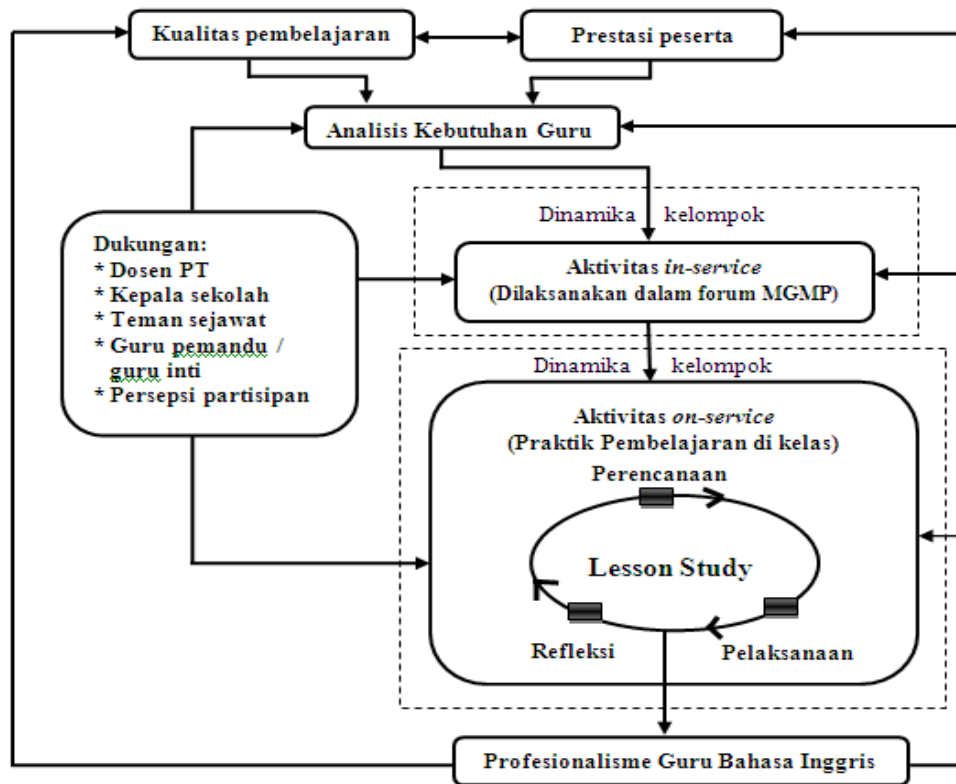 Kualitas pembelajaran
Prestasi peserta
Analisis Kebutuhan Guru
Dinamika kelompok
Aktivitas in-service
(Dilaksanakan dalam forum MGMP)
Dukungan:
* Dosen PT
* Kepala sekolah
* Teman sejawat
* Guru pemandu /
guru inti
* Persepsi partisipan
Dinamika kelompok
Aktivitas on-service
(Praktik Pembelajaran di kelas)
Perencanaan
Lesson Study
Refleksi
Pelaksanaan
Profesionalisme Guru Bahasa Inggris